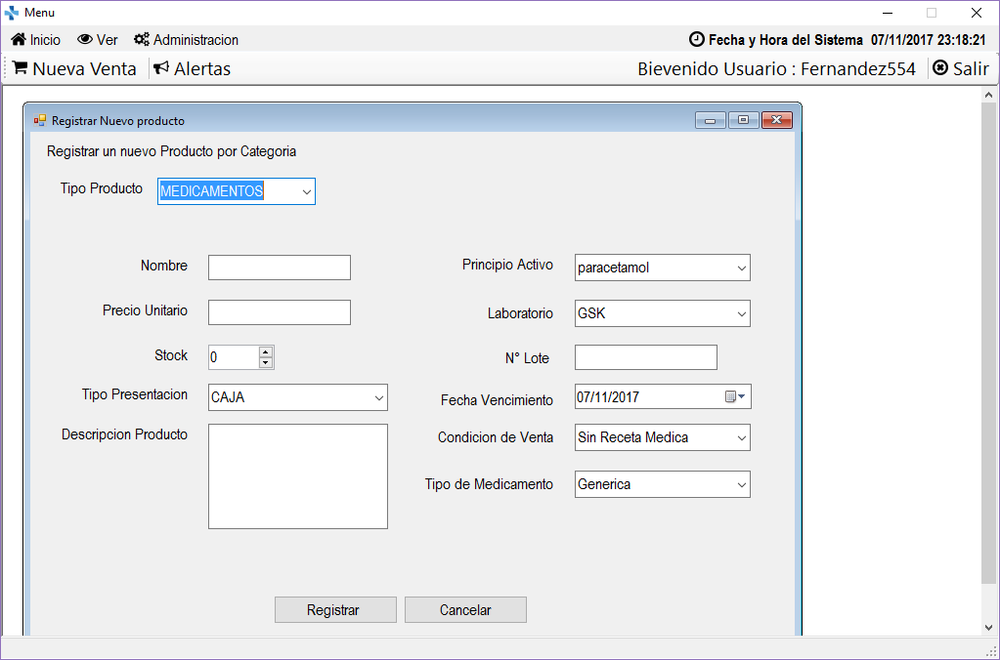 Menu
Inicio Ver Administracion Fecha y Hora del Sistema 07/11/2017 23:18:21
Nueva Venta Alertas Bievenido Usuario : Fernandez554 Salir
Registrar Nuevo producto
Registrar un nuevo Producto por Categoria
Tipo Producto MEDICAMENTOS
Nombre Principio Activo paracetamol
Precio Unitario Laboratorio GSK
Stock 0 N° Lote
Tipo Presentacion CAJA Fecha Vencimiento 07/11/2017
Descripcion Producto Condicion de Venta Sin Receta Medica
Tipo de Medicamento Generica
Registrar Cancelar